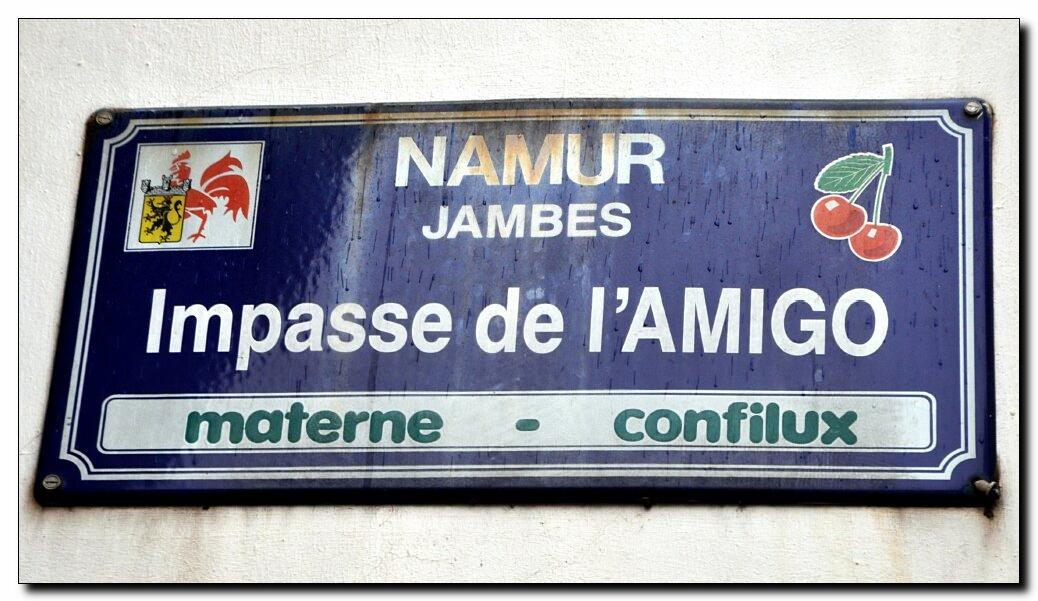 NAMUR
JAMBES
Impasse de l'AMIGO
materne - confilux